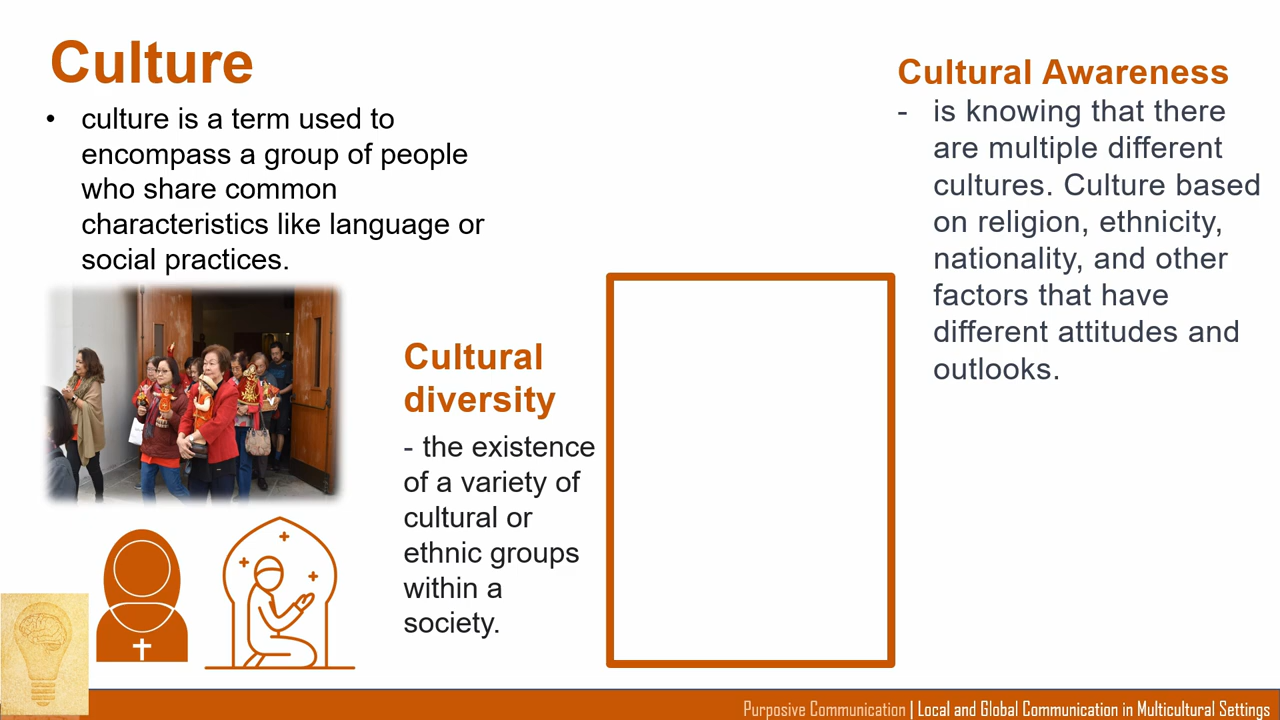 Culture
• culture is a term used to
encompass a group of people
who share common
characteristics like language or
social practices.
Cultural
diversity
- the existence
of a variety of
cultural or
ethnic groups
within a
society.
Cultural Awareness
- is knowing that there
are multiple different
cultures. Culture based
on religion, ethnicity,
nationality, and other
factors that have
different attitudes and
outlooks.
Purposive Communication | Local and Global Communication in Multicultural Settings